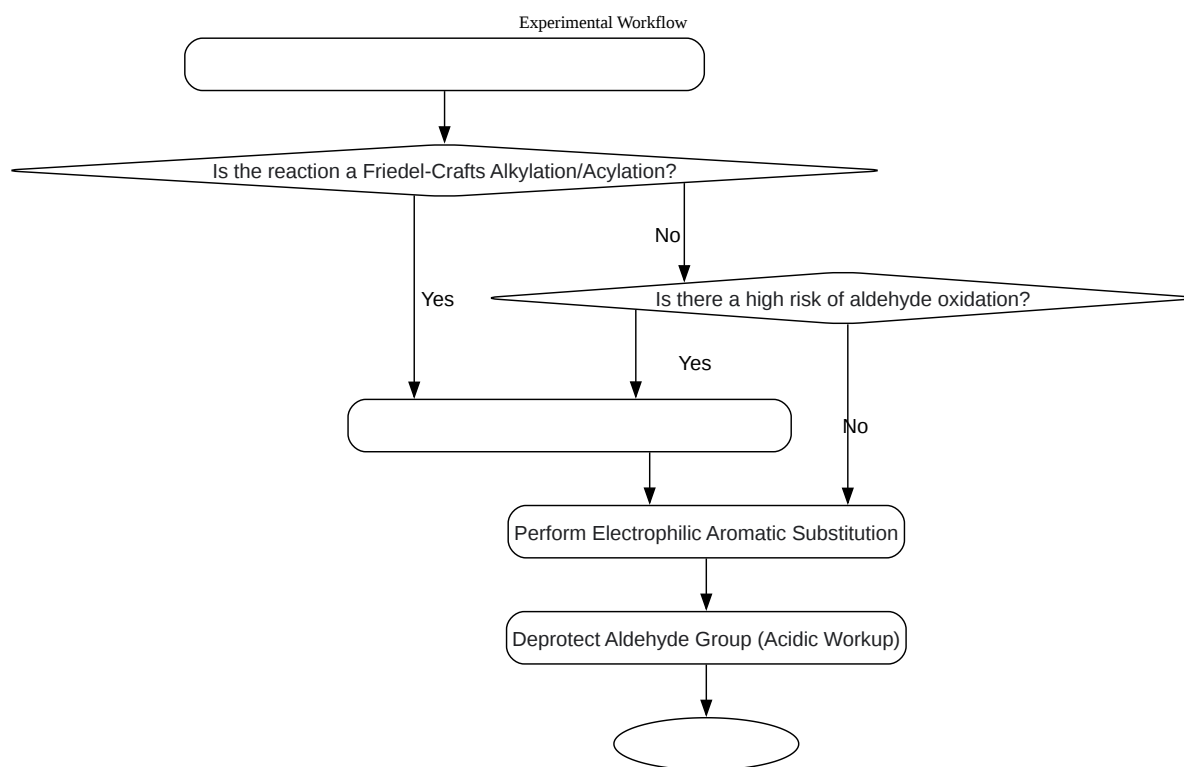 Experimental Workflow
Is the reaction a Friedel-Crafts Alkylation/Acylation?
No
Yes
Is there a high risk of aldehyde oxidation?
Yes
No
Perform Electrophilic Aromatic Substitution
Deprotect Aldehyde Group (Acidic Workup)